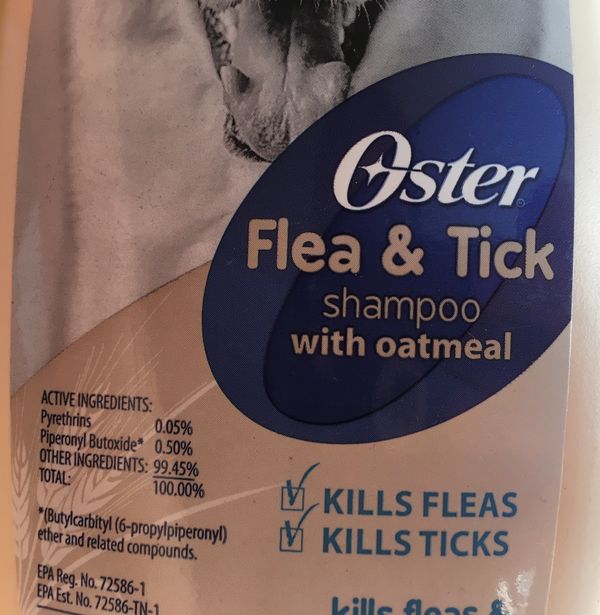 Oster
Flea & Tick
shampoo
with oatmeal
ACTIVE INGREDIENTS:
Pyrethrins 0.05%
Piperonyl Butoxide* 0.50%
OTHER INGREDIENTS: 99.45%
TOTAL: 100.00%
*(Butylcarbityl (6-propylpiperonyl)
ether and related compounds.
EPA Reg. No. 72586-1
EPA Est. No. 72586-TN-1
KILLS FLEAS
KILLS TICKS
kills fleas &